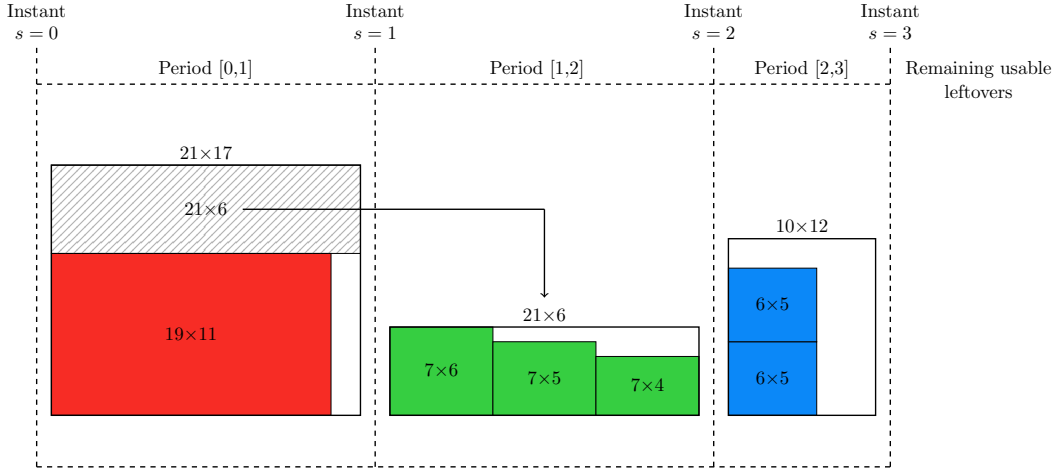 Instant
s = 0
Instant
s = 1
Instant
s = 2
Instant
s = 3
Period [0,1]
Period [1,2]
Period [2,3]
Remaining usable
leftovers
21×17
21×6
19×11
21×6
7×6
7×5
7×4
10×12
6×5
6×5